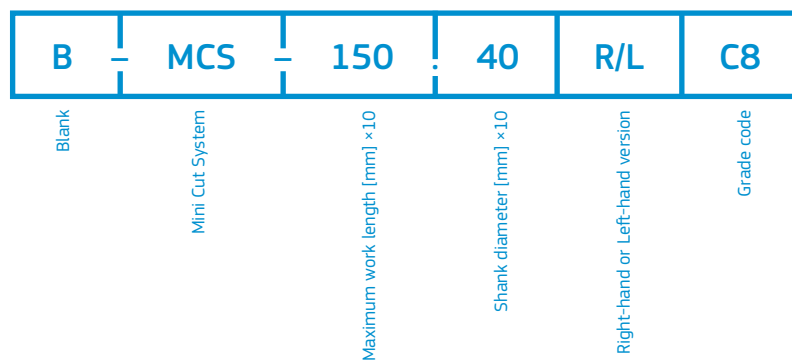 B – MCS – 150 . 40 R/L C8
Blank
Mini Cut System
Maximum work length [mm] ×10
Shank diameter [mm] ×10
Right-hand or Left-hand version
Grade code